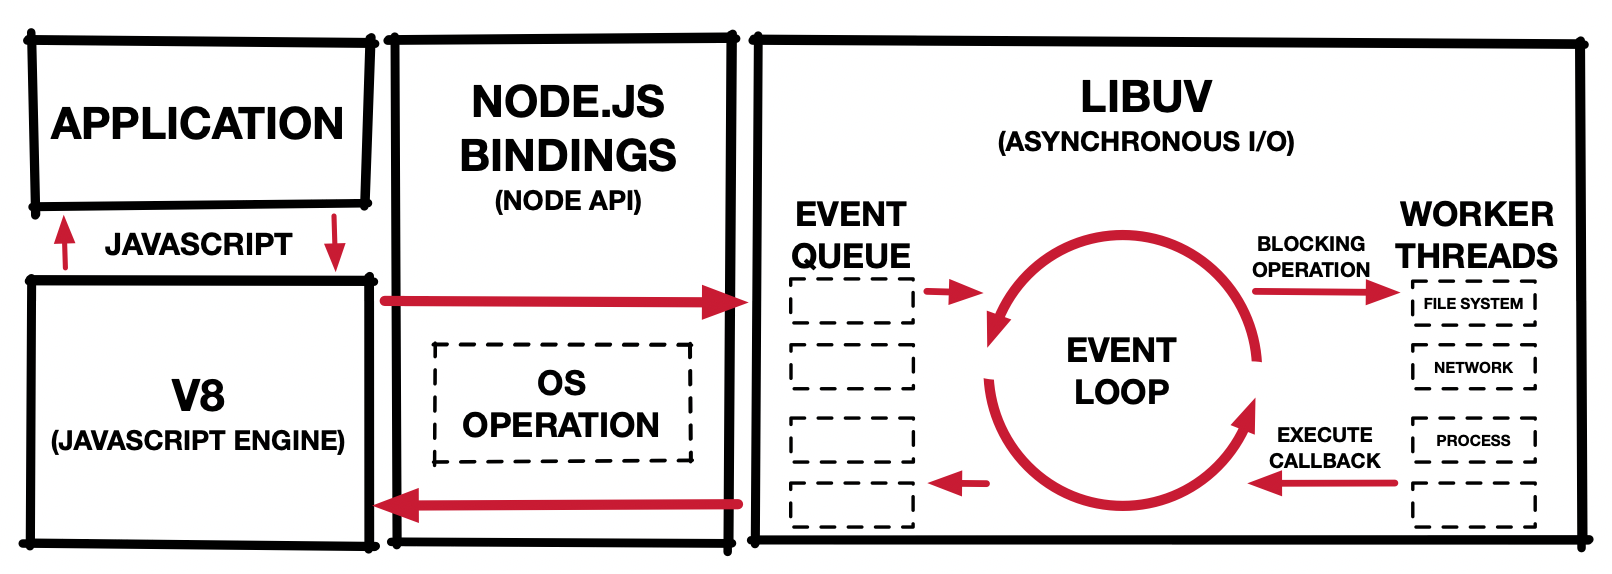 APPLICATION
JAVASCRIPT
V8
(JAVASCRIPT ENGINE)
NODE.JS
BINDINGS
(NODE API)
OS
OPERATION
LIBUV
(ASYNCHRONOUS I/O)
EVENT
QUEUE
EVENT
LOOP
BLOCKING
OPERATION
EXECUTE
CALLBACK
WORKER
THREADS
FILE SYSTEM
NETWORK
PROCESS